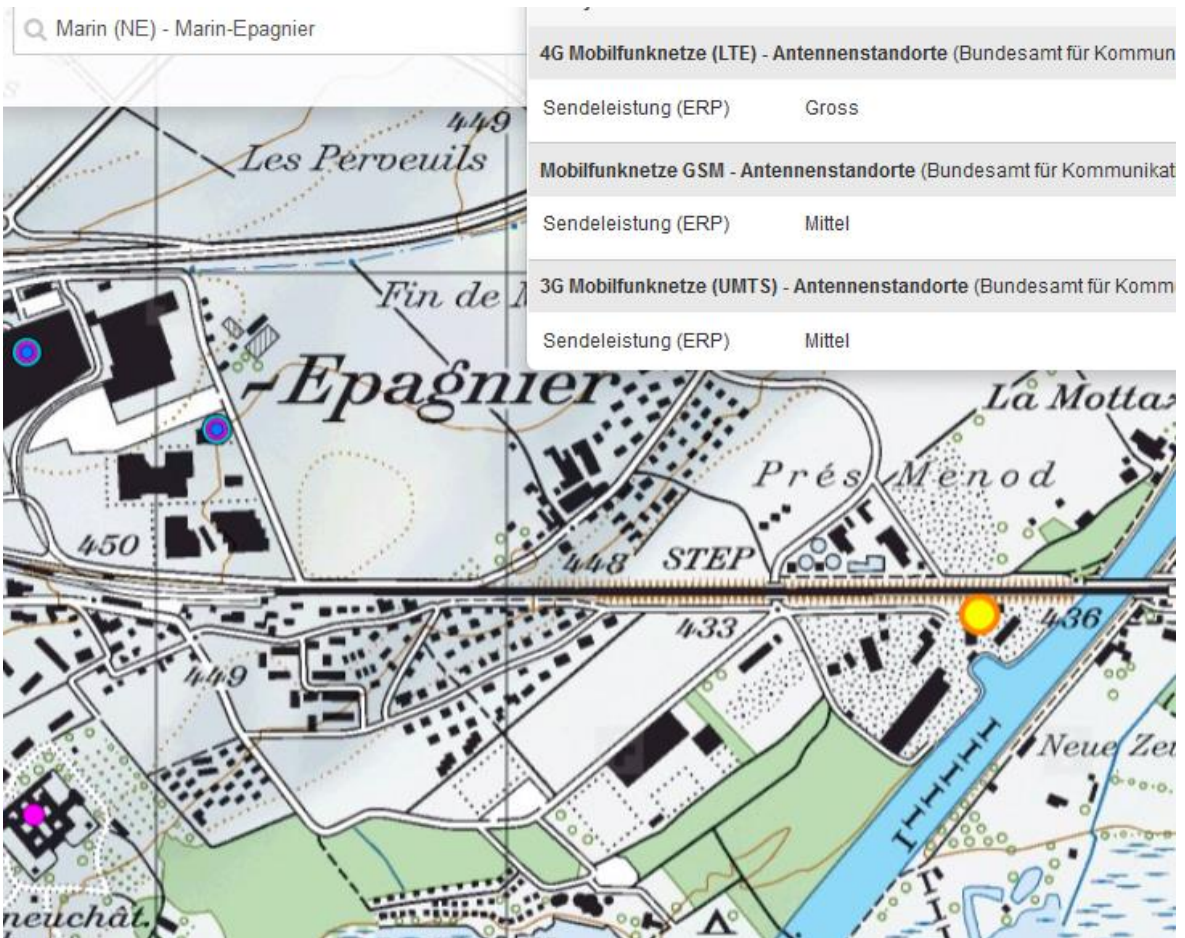 Marin (NE) - Marin-Epagnier
4G Mobilfunknetze (LTE) - Antennenstandorte (Bundesamt für Kommun
Sendeleistung (ERP) Gross
Mobilfunknetze GSM - Antennenstandorte (Bundesamt für Kommunikat
Sendeleistung (ERP) Mittel
3G Mobilfunknetze (UMTS) - Antennenstandorte (Bundesamt für Komm
Sendeleistung (ERP) Mittel
449
Les Perveuils
Fin de
-Epagnier
La Motta
Prés Menod
450
448
STEP
433
436
449
Neue Ze
neuchât.